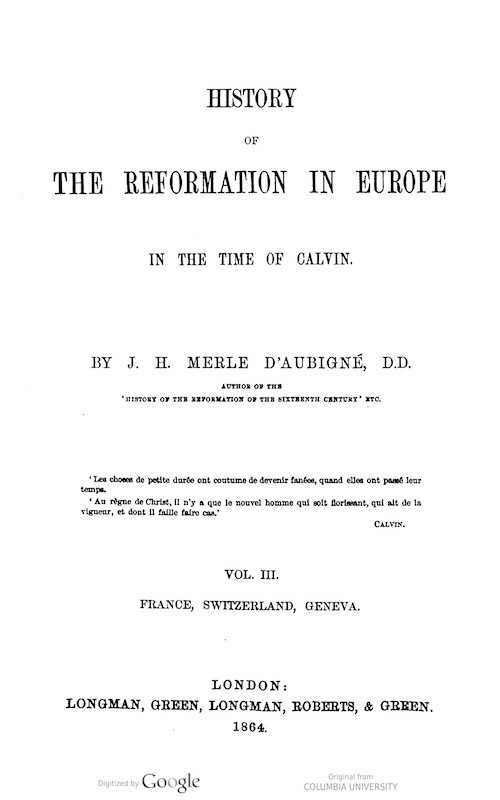 HISTORY
OF
THE REFORMATION IN EUROPE
IN THE TIME OF CALVIN.
BY J. H. MERLE D'AUBIGNÉ, D.D.
AUTHOR OF THE
'HISTORY OF THE REFORMATION OF THE SIXTEENTH CENTURY' ETC.
'Les choses de petite durée ont coutume de devenir fanées, quand elles ont passé leur
temps.
'Au règne de Christ, il n'y a que le nouvel homme qui soit florissant, qui ait de la
vigueur, et dont il faille faire cas.'
CALVIN.
VOL. III.
FRANCE, SWITZERLAND, GENEVA.
LONDON:
LONGMAN, GREEN, LONGMAN, ROBERTS, & GREEN.
1864.
Digitized by Google
Original from
COLUMBIA UNIVERSITY